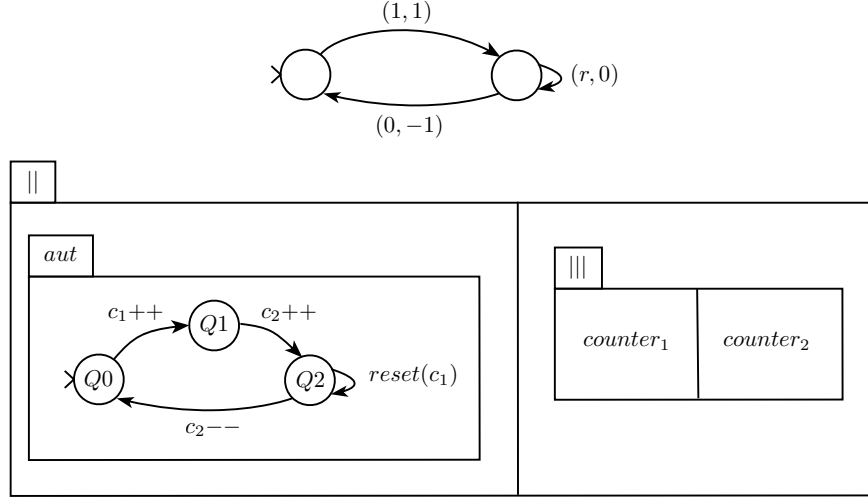 (1, 1)
(r, 0)
(0, −1)
||
aut
|||
c₁++
c₂++
Q1
counter₁
counter₂
Q0
Q2
reset(c₁)
c₂−−